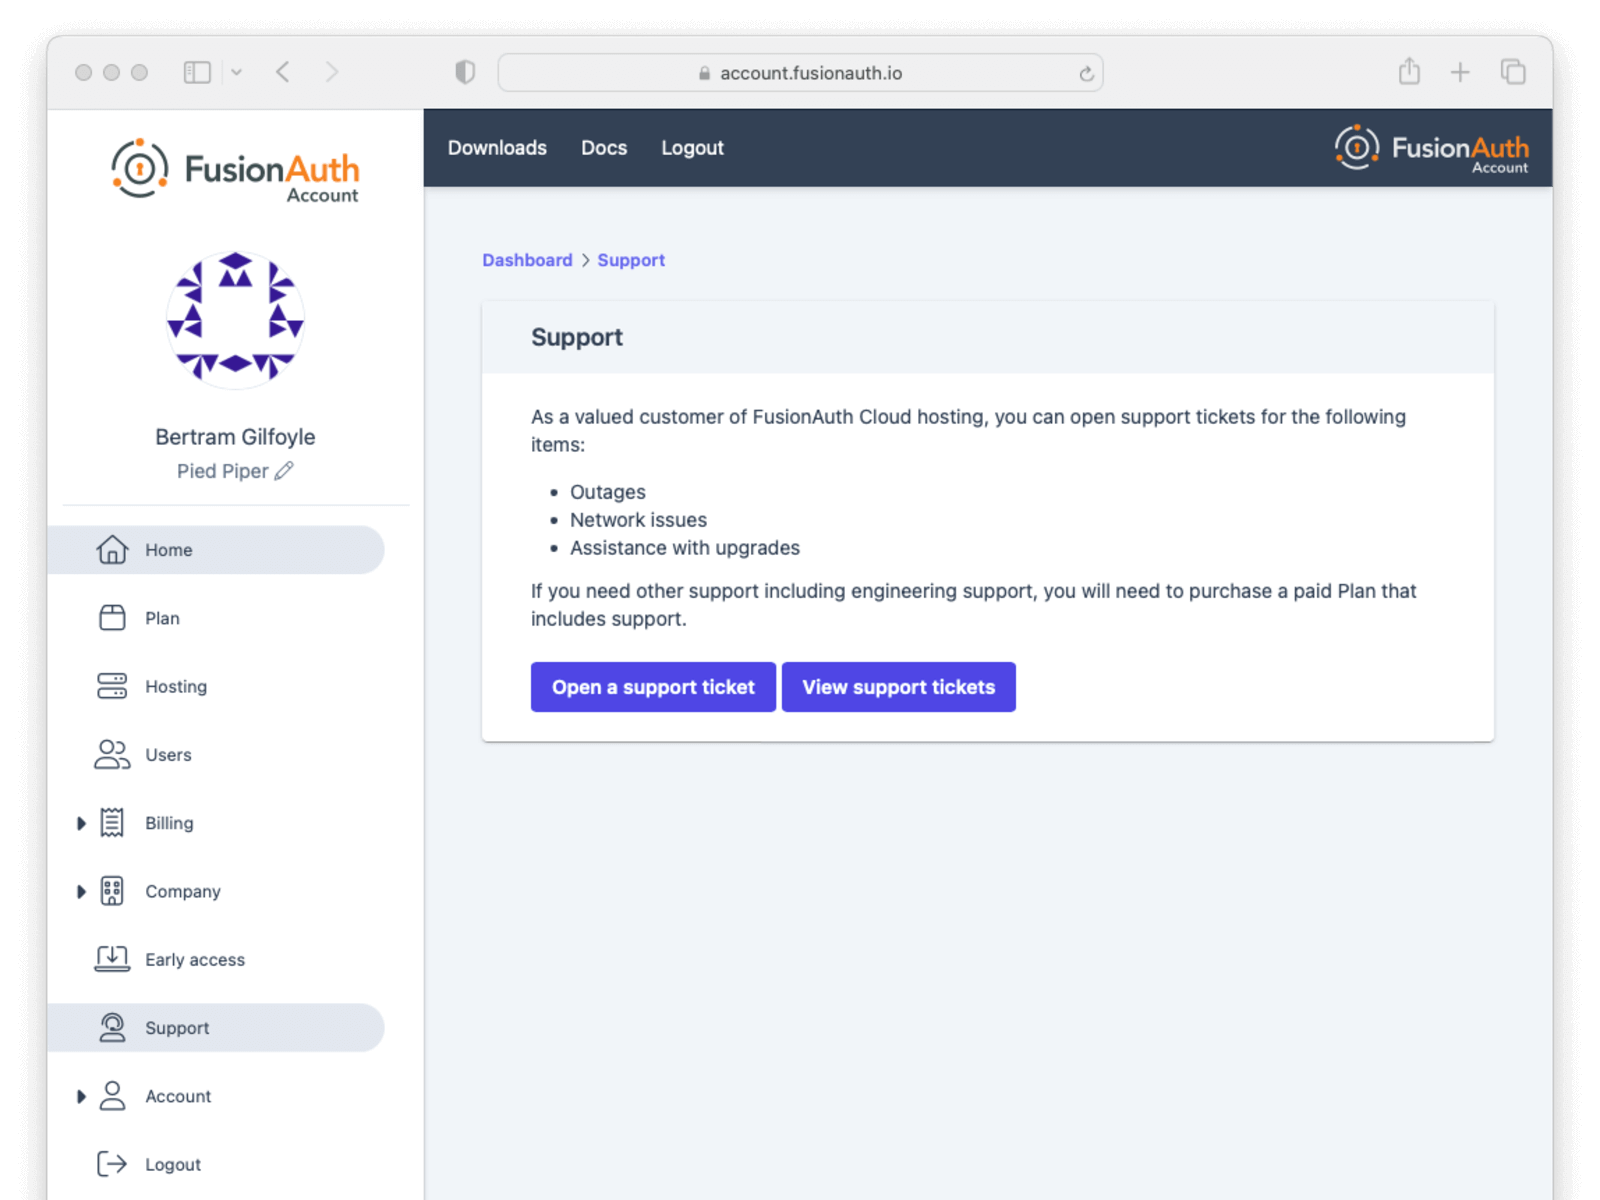 account.fusionauth.io
FusionAuth
Account
Bertram Gilfoyle
Pied Piper
Home
Plan
Hosting
Users
Billing
Company
Early access
Support
Account
Logout
Downloads Docs Logout
FusionAuth
Account
Dashboard > Support
Support
As a valued customer of FusionAuth Cloud hosting, you can open support tickets for the following
items:
• Outages
• Network issues
• Assistance with upgrades
If you need other support including engineering support, you will need to purchase a paid Plan that
includes support.
Open a support ticket View support tickets